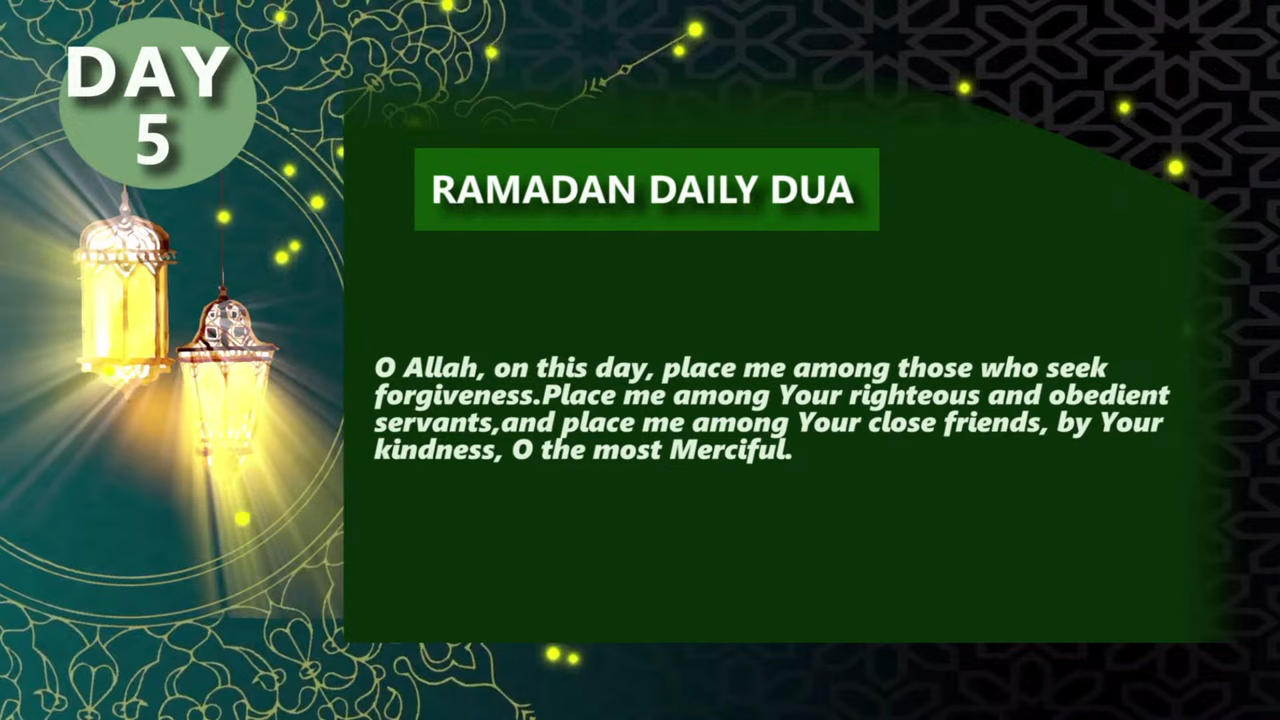 DAY
5
RAMADAN DAILY DUA
O Allah, on this day, place me among those who seek
forgiveness.Place me among Your righteous and obedient
servants,and place me among Your close friends, by Your
kindness, O the most Merciful.